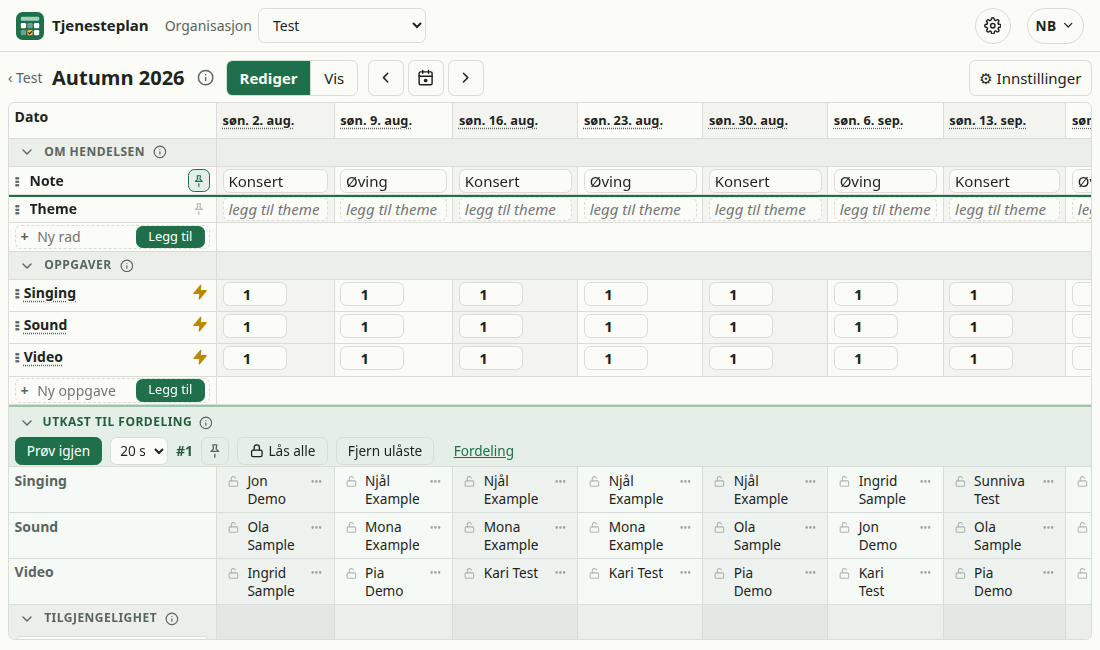 Tjenesteplan Organisasjon Test NB
‹ Test Autumn 2026 Rediger Vis Innstillinger
Dato søn. 2. aug. søn. 9. aug. søn. 16. aug. søn. 23. aug. søn. 30. aug. søn. 6. sep. søn. 13. sep.
OM HENDELSEN
Note Konsert Øving Konsert Øving Konsert Øving Konsert
Theme legg til theme legg til theme legg til theme legg til theme legg til theme legg til theme legg til theme
+ Ny rad Legg til
OPPGAVER
Singing 1 1 1 1 1 1 1
Sound 1 1 1 1 1 1 1
Video 1 1 1 1 1 1 1
+ Ny oppgave Legg til
UTKAST TIL FORDELING
Prøv igjen 20 s #1 Lås alle Fjern ulåste Fordeling
Singing Jon Njål Njål Njål Njål Ingrid Sunniva
Demo Example Example Example Example Sample Test
Sound Ola Mona Mona Mona Ola Jon Ola
Sample Example Example Example Sample Demo Sample
Video Ingrid Pia Kari Test Kari Test Pia Kari Pia
Sample Demo Demo Test Demo
TILGJENGELIGHET